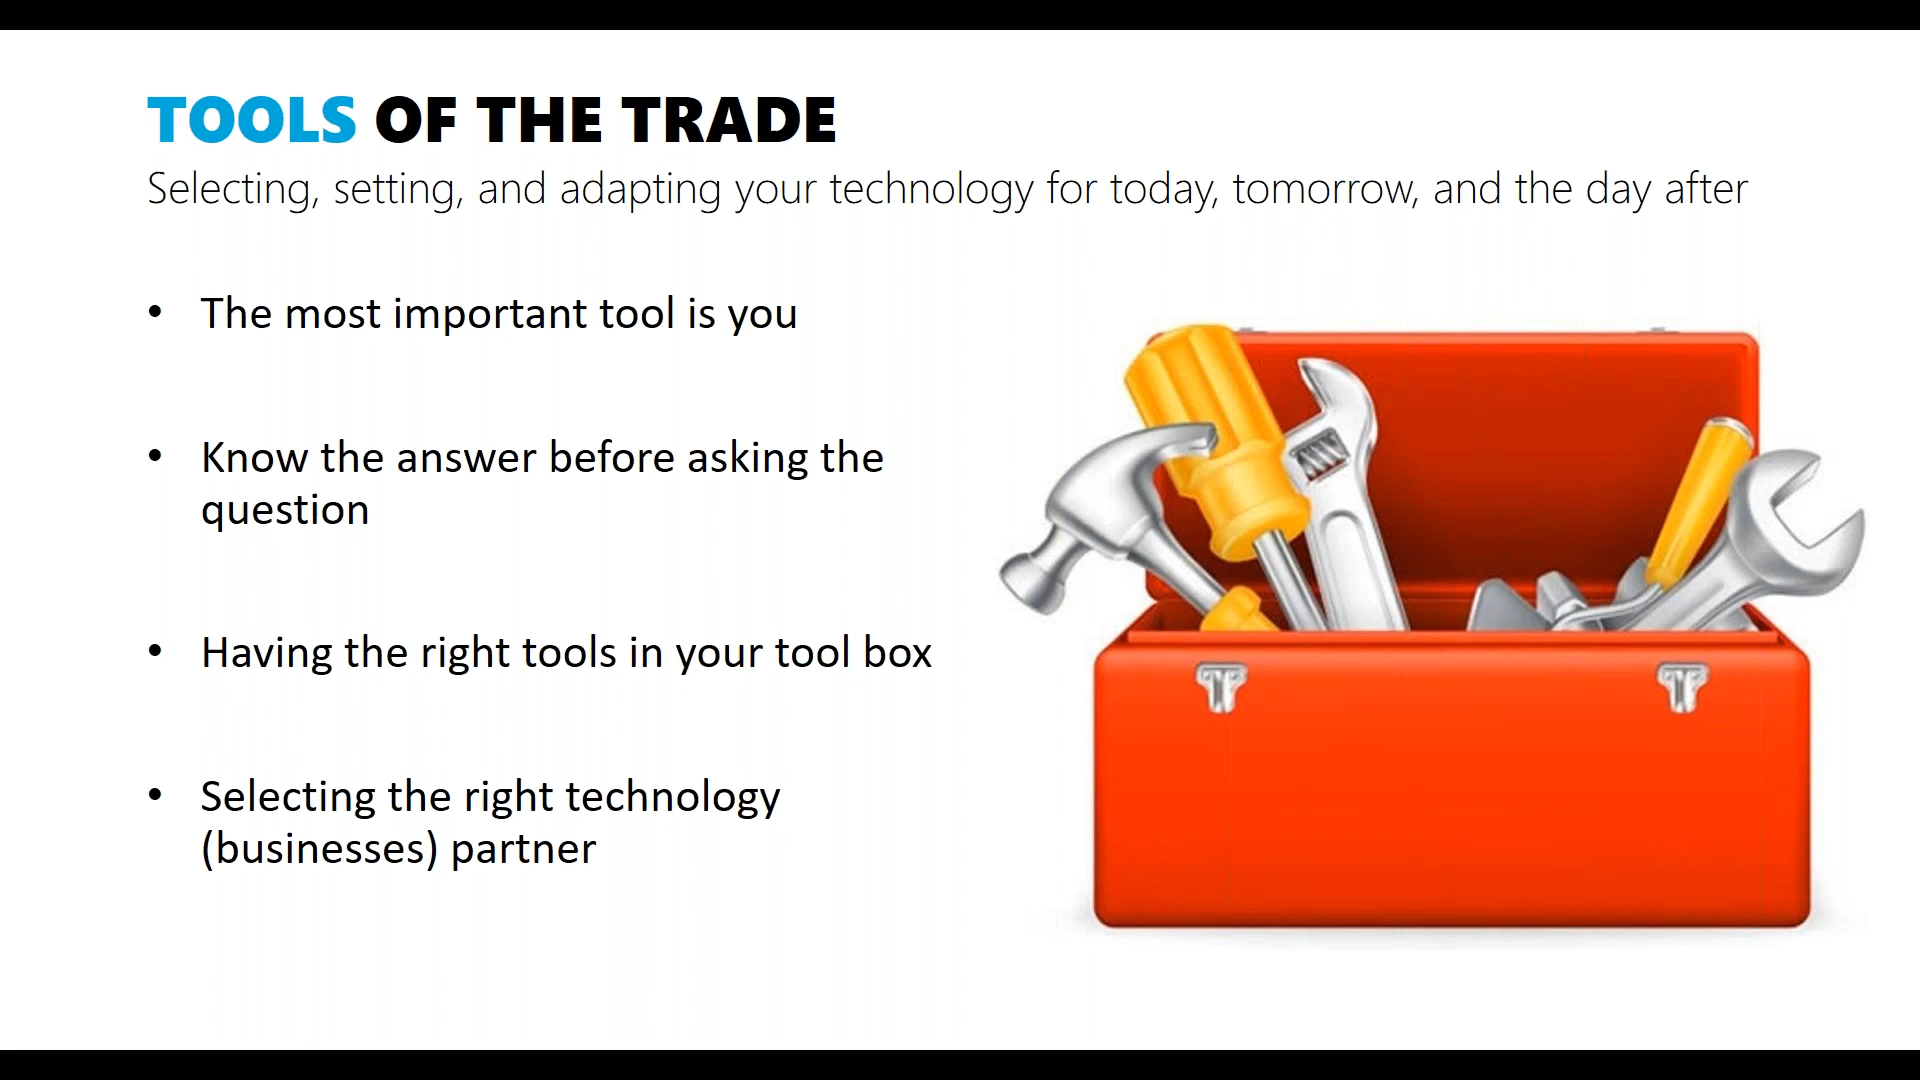 TOOLS OF THE TRADE
Selecting, setting, and adapting your technology for today, tomorrow, and the day after
• The most important tool is you
• Know the answer before asking the
question
• Having the right tools in your tool box
• Selecting the right technology
(businesses) partner